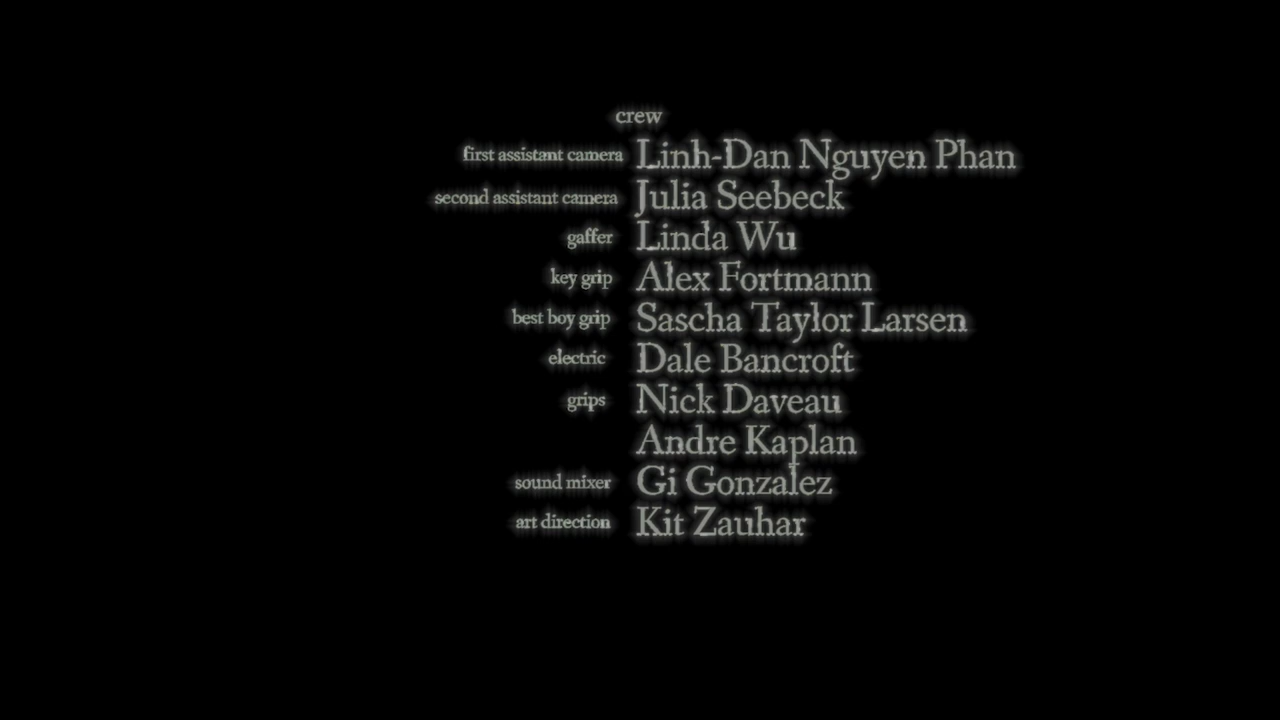 crew
first assistant camera Linh-Dan Nguyen Phan
second assistant camera Julia Seebeck
gaffer Linda Wu
key grip Alex Fortmann
best boy grip Sascha Taylor Larsen
electric Dale Bancroft
grips Nick Daveau
Andre Kaplan
sound mixer Gi Gonzalez
art direction Kit Zauhar